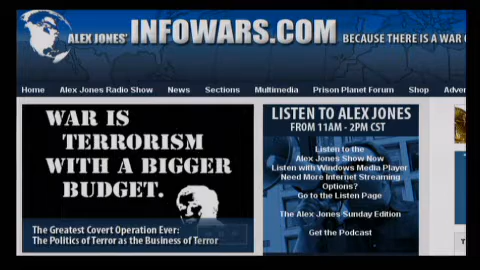 ALEX JONES' INFOWARS.COM BECAUSE THERE IS A WAR
Home Alex Jones Radio Show News Sections Multimedia Prison Planet Forum Shop Adver
WAR IS
TERRORISM
WITH A BIGGER
BUDGET.
The Greatest Covert Operation Ever:
The Politics of Terror as the Business of Terror
LISTEN TO ALEX JONES
FROM 11AM - 2PM CST
Listen to the
Alex Jones Show Now
Listen with Windows Media Player
Need More Internet Streaming
Options?
Go to the Listen Page
The Alex Jones Sunday Edition
Get the Podcast